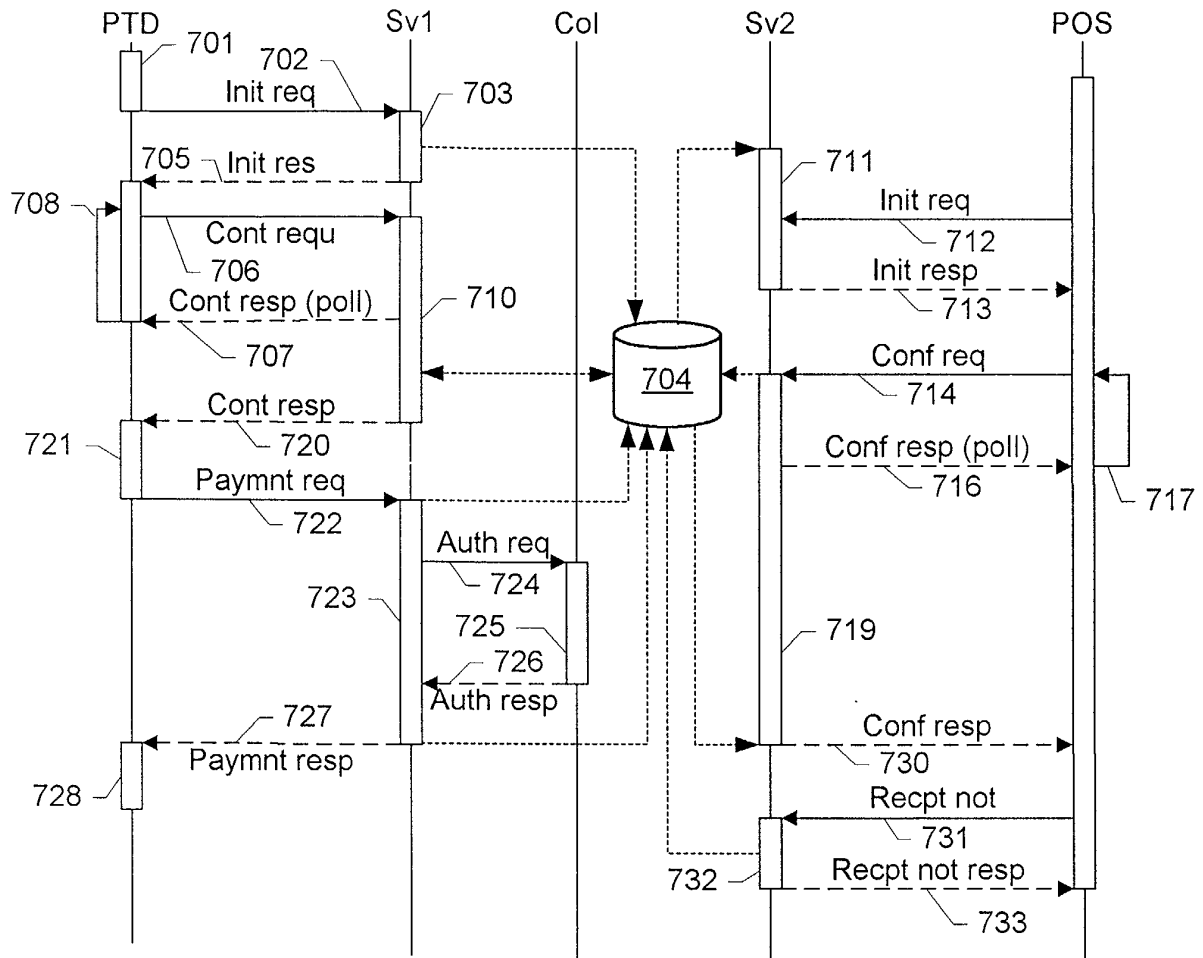 PTD Sv1 Col Sv2 POS
701
702
Init req
703
705
Init res
711
708
Init req
Cont requ
712
706
Init resp
Cont resp (poll)
710
713
707
Conf req
704
714
Cont resp
720
721
Conf resp (poll)
Paymnt req
716
717
722
Auth req
724
723
725
719
726
Auth resp
727
Conf resp
Paymnt resp
730
728
Recpt not
731
732
Recpt not resp
733